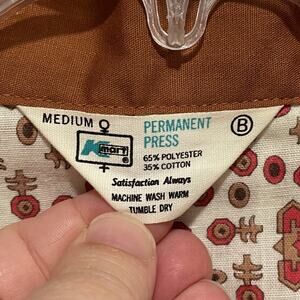 MEDIUM
Kmart
®
PERMANENT
PRESS
65% POLYESTER
35% COTTON
B
Satisfaction Always
MACHINE WASH WARM
TUMBLE DRY